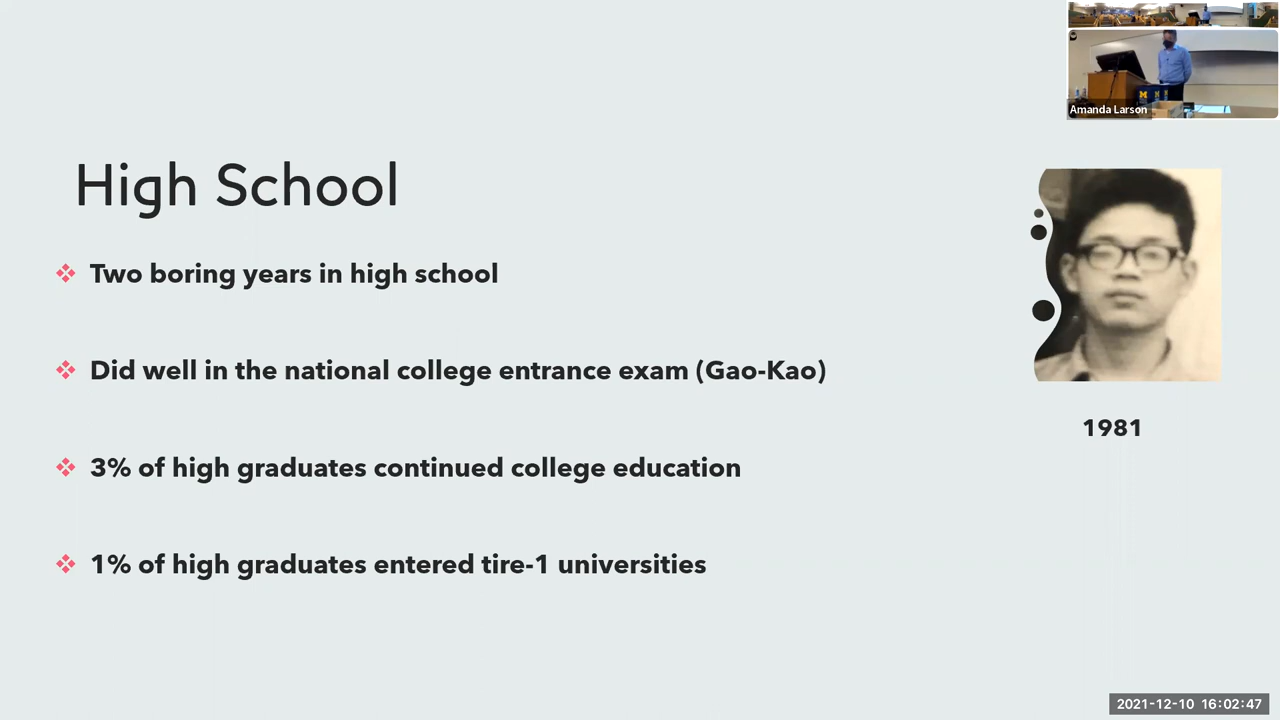 Amanda Larson
High School
Two boring years in high school
Did well in the national college entrance exam (Gao-Kao)
3% of high graduates continued college education
1% of high graduates entered tire-1 universities
1981
2021-12-10 16:02:47